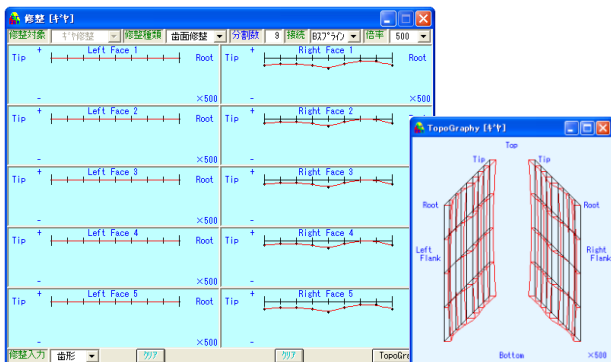 修整 [ｷﾞﾔ]
修整対象 ｷﾞﾔ修整 修整種類 歯面修整 分割数 9 接続 Bｽﾌﾟﾗｲﾝ 倍率 500
Left Face 1 Right Face 1
Tip + Root Tip + Root
- ×500 - ×500
Left Face 2 Right Face 2
Tip + Root Tip +
- ×500 -
Left Face 3 Right Face 3
Tip + Root Tip +
- ×500 -
Left Face 4 Right Face 4
Tip + Root Tip +
- ×500 -
Left Face 5 Right Face 5
Tip + Root Tip +
- ×500 -
修整入力 歯形 ｸﾘｱ ｸﾘｱ TopoGra
TopoGraphy [ｷﾞﾔ]
Top
Tip Tip
Root Root
Left Flank Right Flank
Bottom ×500